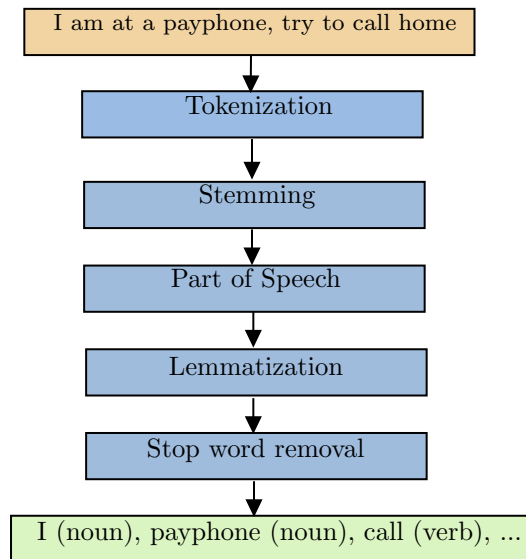 I am at a payphone, try to call home
Tokenization
Stemming
Part of Speech
Lemmatization
Stop word removal
I (noun), payphone (noun), call (verb), ...